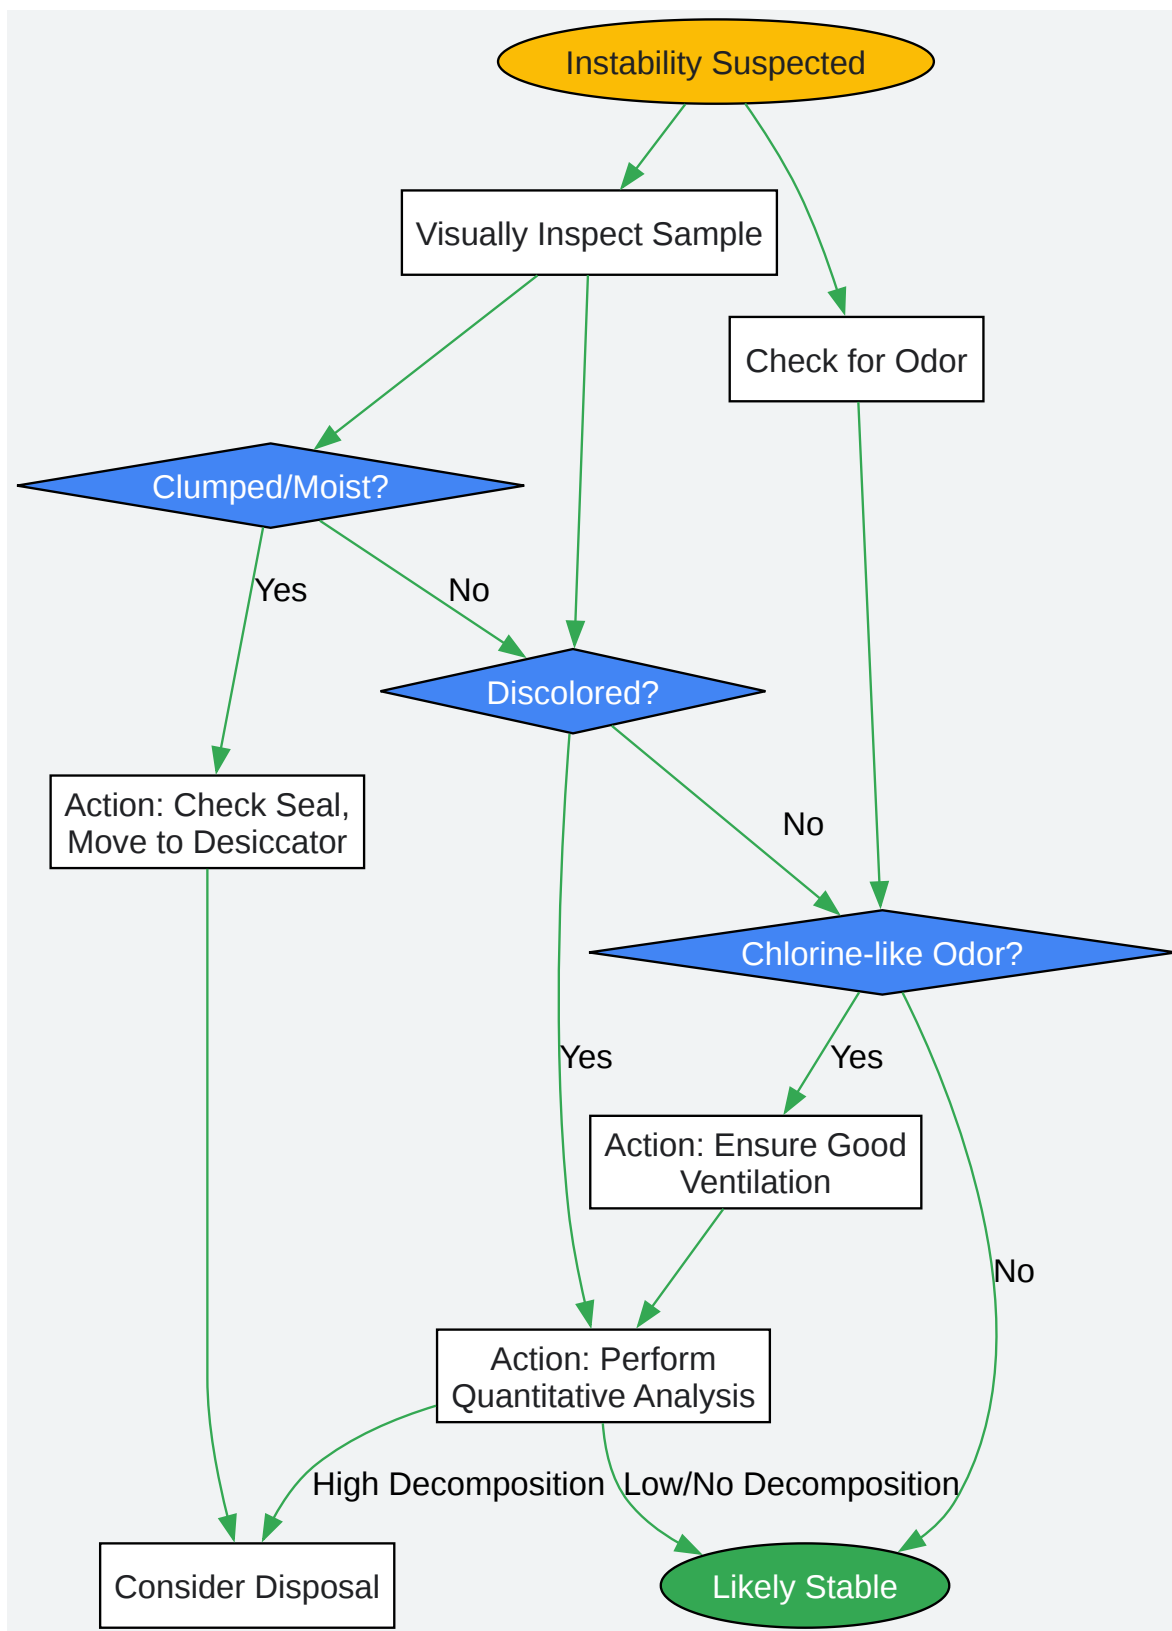 Instability Suspected
Visually Inspect Sample
Check for Odor
Clumped/Moist?
Yes
No
Discolored?
Action: Check Seal,
Move to Desiccator
No
Chlorine-like Odor?
Yes
Yes
Action: Ensure Good
Ventilation
No
Action: Perform
Quantitative Analysis
High Decomposition
Low/No Decomposition
Consider Disposal
Likely Stable